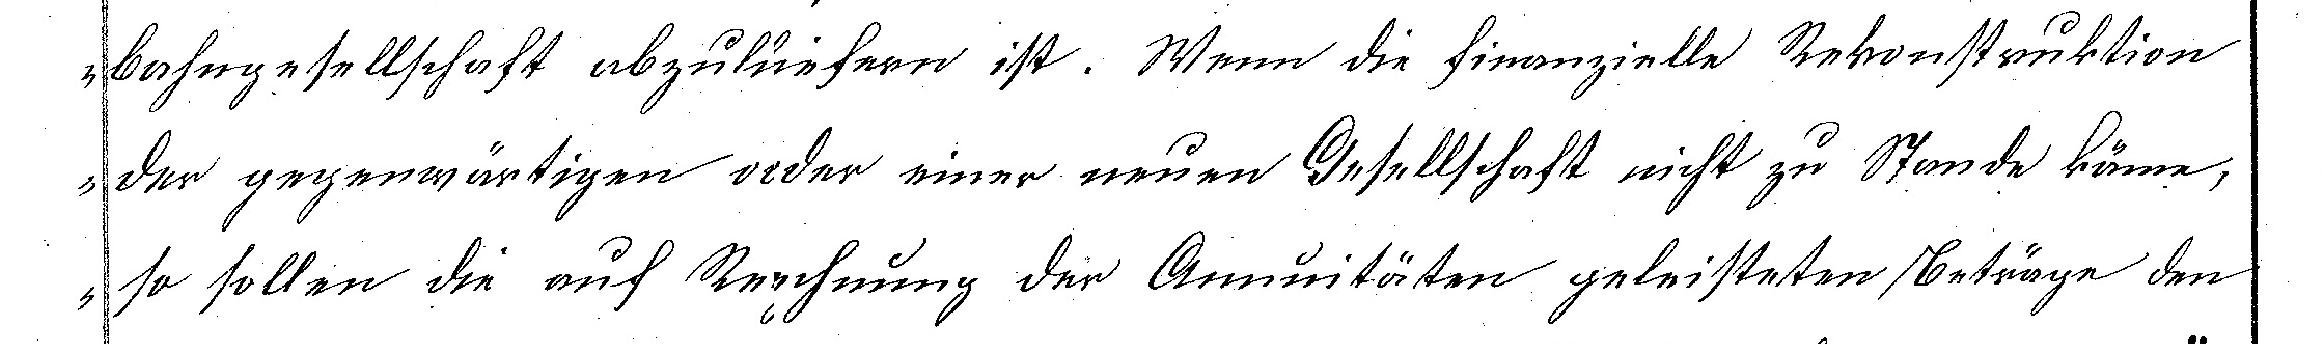 „bahngesellschaft abzuliefern ist. Wenn die finanzielle Rekonstruktion
„der gegenwärtigen oder einer neuen Gesellschaft nicht zu Stande käme,
„so sollen die auf Rechnung der Annuitäten geleisteten Beträge den